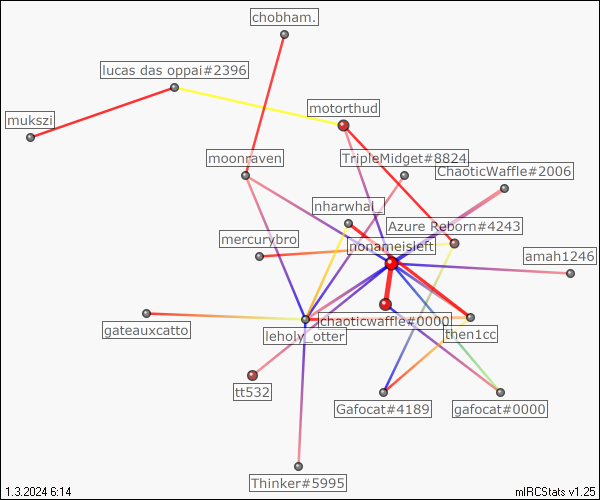 chobham.
lucas das oppai#2396
mukszi
motorthud
moonraven
TripleMidget#8824
ChaoticWaffle#2006
nharwhal_
Azure Reborn#4243
mercurybro
nonameisleft
amah1246
gateauxcatto
chaoticwaffle#0000
leholy_otter
then1cc
tt532
Gafocat#4189
gafocat#0000
Thinker#5995
1.3.2024 6:14
mIRCStats v1.25